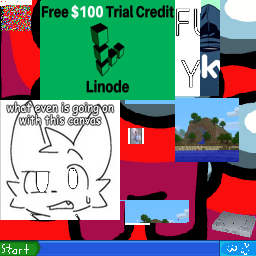 Free $100 Trial Credit
Linode
FU
Y
k
what even is going on
with this canvas
Start